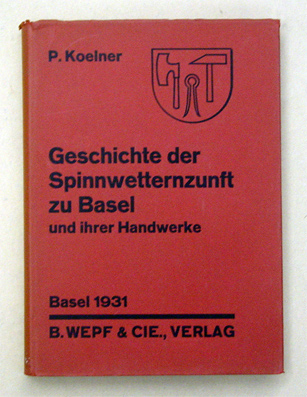 P. Koelner
Geschichte der
Spinnwetternzunft
zu Basel
und ihrer Handwerke
Basel 1931
B. WEPF & CIE., VERLAG